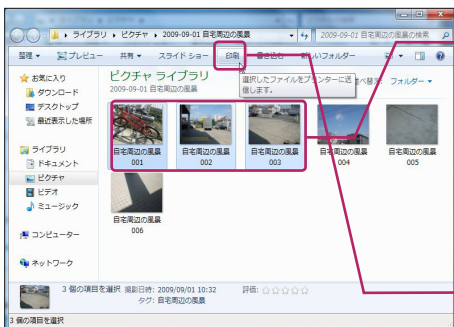 ライブラリ ▸ ピクチャ ▸ 2009-09-01 自宅周辺の風景
2009-09-01 自宅周辺の風景の検索
整理 プレビュー 共有 スライド ショー 印刷 書き込む 新しいフォルダー
選択したファイルをプリンターに送信します。
お気に入り
ダウンロード
デスクトップ
最近表示した場所
ライブラリ
ドキュメント
ピクチャ
ビデオ
ミュージック
コンピューター
ネットワーク
ピクチャ ライブラリ
2009-09-01 自宅周辺の風景
べ替え: フォルダー
自宅周辺の風景 001
自宅周辺の風景 002
自宅周辺の風景 003
自宅周辺の風景 004
自宅周辺の風景 005
自宅周辺の風景 006
3 個の項目を選択 撮影日時: 2009/09/01 10:32 評価:
タグ: 自宅周辺の風景
3 個の項目を選択